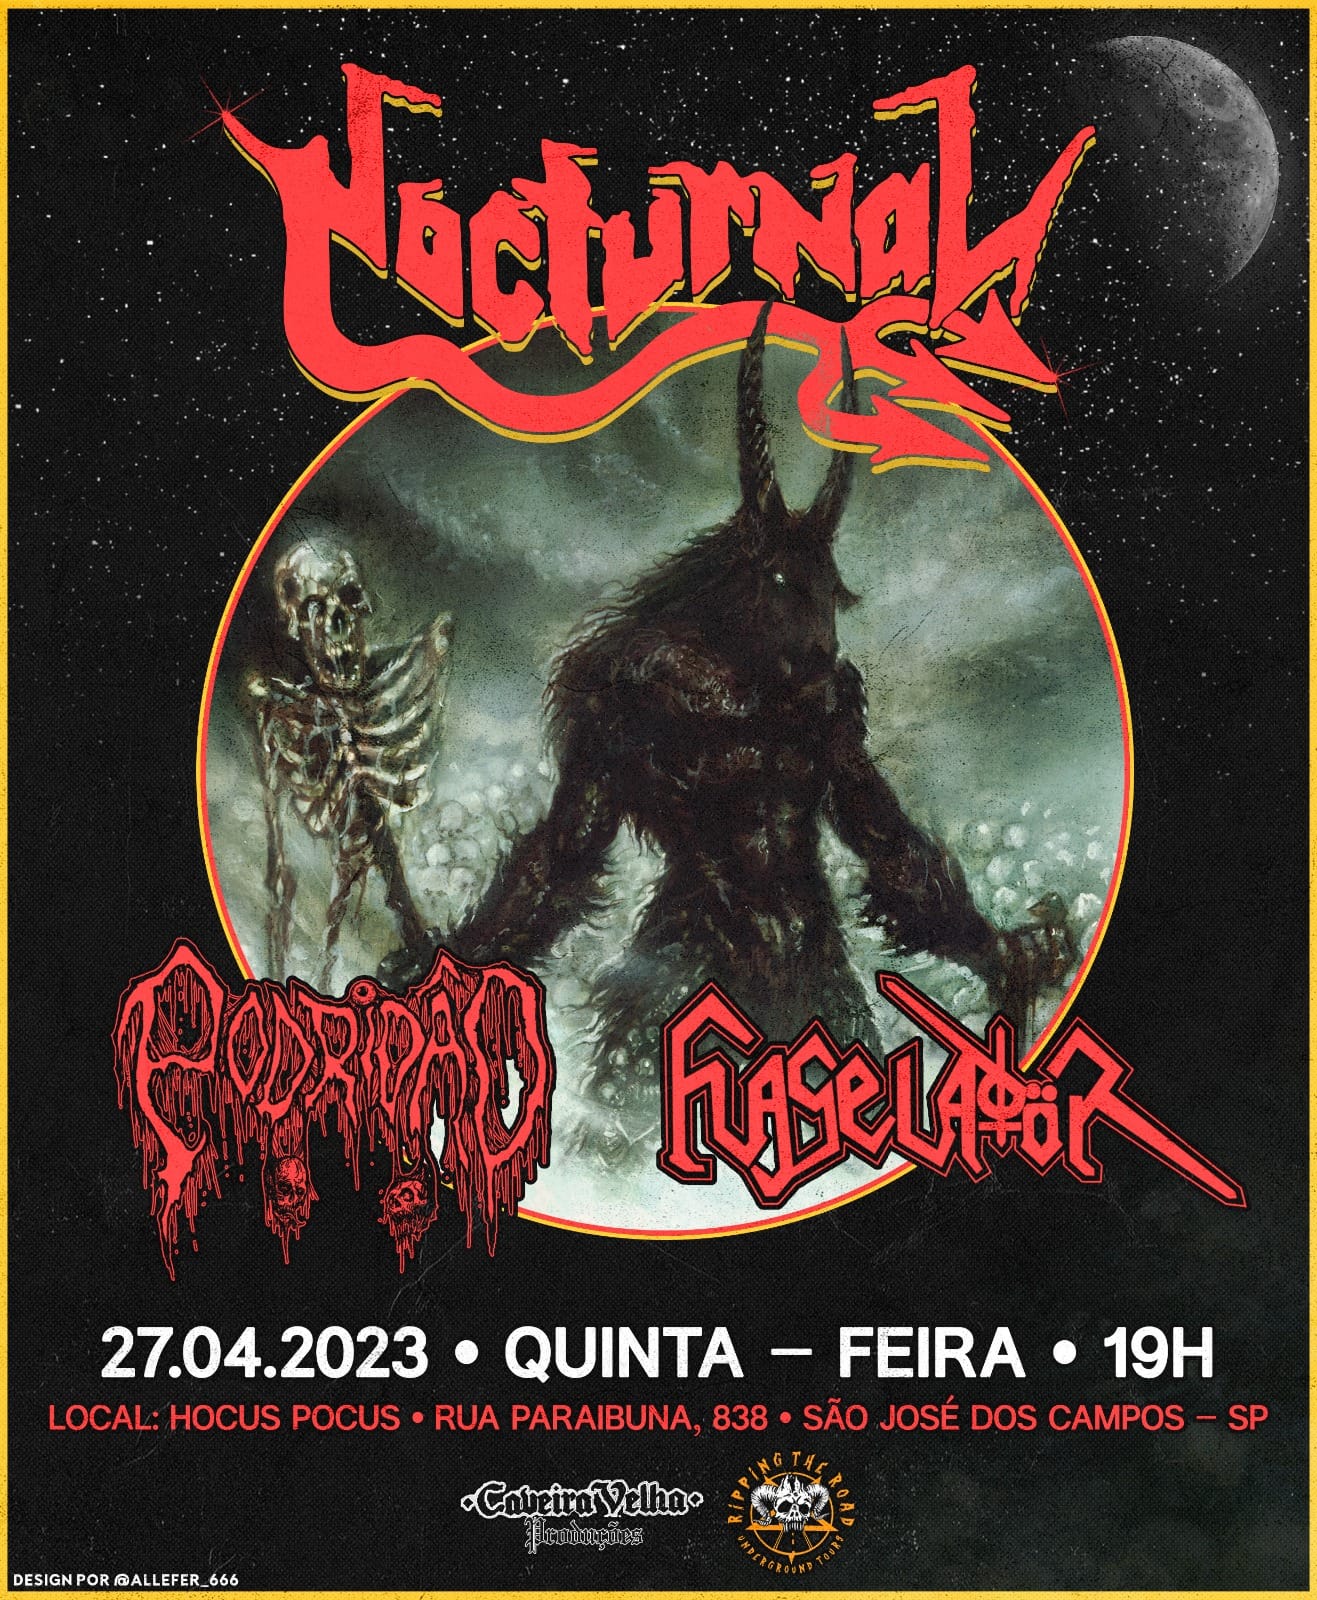 Nocturnal
PODRIDÃO
FLAGELADÖR
27.04.2023 • QUINTA – FEIRA • 19H
LOCAL: HOCUS POCUS • RUA PARAIBUNA, 838 • SÃO JOSÉ DOS CAMPOS – SP
•Caveira Velha•
Produções
RIPPING THE ROAD
UNDERGROUND TOURS
DESIGN POR @ALLEFER_666